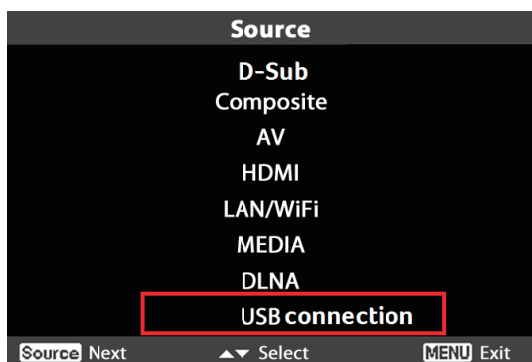 Source
D-Sub
Composite
AV
HDMI
LAN/WiFi
MEDIA
DLNA
USB connection
Source Next ▲▼ Select MENU Exit